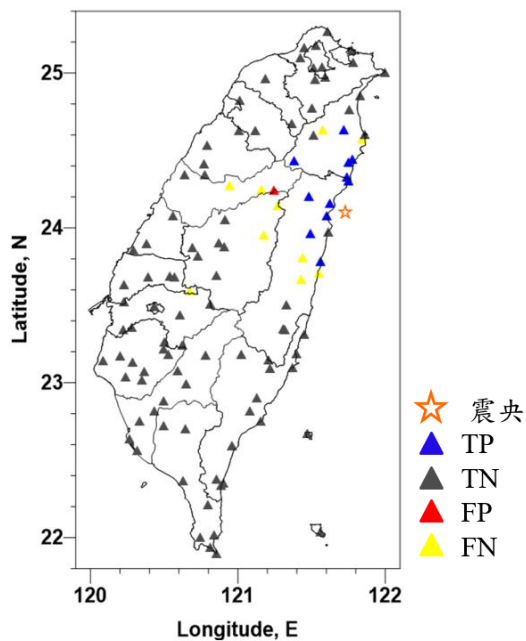 25
24
23
22
120
121
122
Latitude, N
Longitude, E
震央
TP
TN
FP
FN